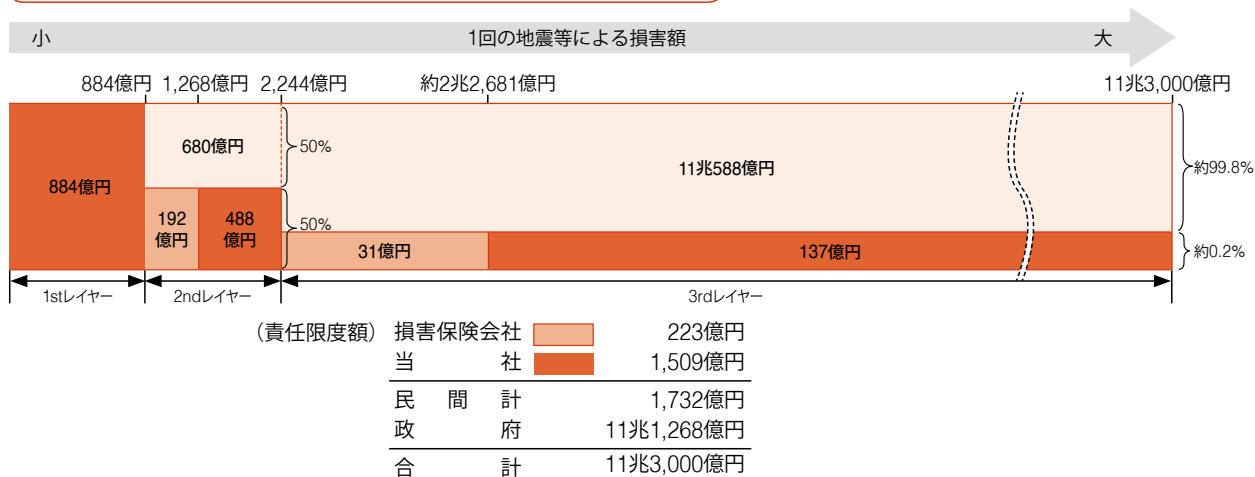 小 1回の地震等による損害額 大
884億円 1,268億円 2,244億円 約2兆2,681億円 11兆3,000億円
680億円
50%
11兆588億円
約99.8%
884億円
192
億円
488
億円
50%
31億円
137億円
約0.2%
1stレイヤー 2ndレイヤー 3rdレイヤー
(責任限度額) 損害保険会社 223億円
当社 1,509億円
民間計 1,732億円
政府 11兆1,268億円
合計 11兆3,000億円